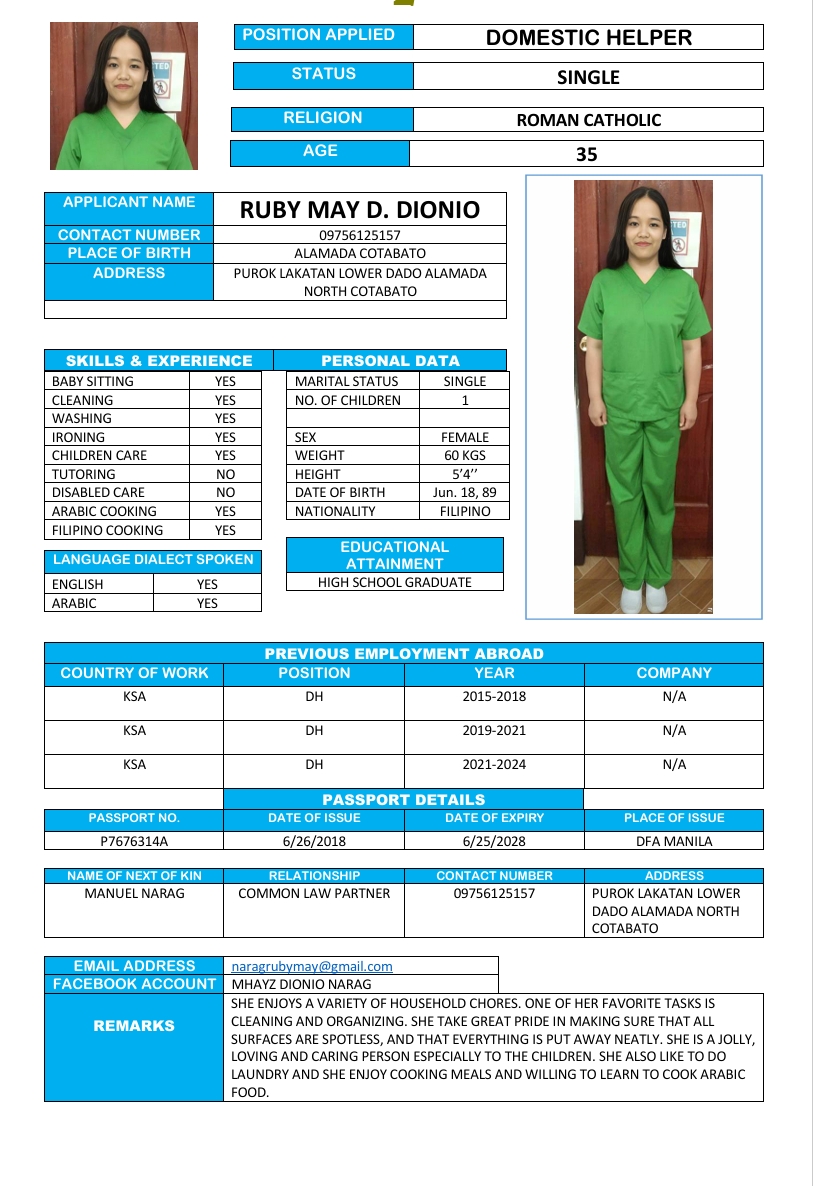 POSITION APPLIED DOMESTIC HELPER
STATUS SINGLE
RELIGION ROMAN CATHOLIC
AGE 35
APPLICANT NAME RUBY MAY D. DIONIO
CONTACT NUMBER 09756125157
PLACE OF BIRTH ALAMADA COTABATO
ADDRESS PUROK LAKATAN LOWER DADO ALAMADA
NORTH COTABATO
SKILLS & EXPERIENCE PERSONAL DATA
BABY SITTING YES MARITAL STATUS SINGLE
CLEANING YES NO. OF CHILDREN 1
WASHING YES
IRONING YES SEX FEMALE
CHILDREN CARE YES WEIGHT 60 KGS
TUTORING NO HEIGHT 5’4’’
DISABLED CARE NO DATE OF BIRTH Jun. 18, 89
ARABIC COOKING YES NATIONALITY FILIPINO
FILIPINO COOKING YES
EDUCATIONAL
ATTAINMENT
HIGH SCHOOL GRADUATE
LANGUAGE DIALECT SPOKEN
ENGLISH YES
ARABIC YES
PREVIOUS EMPLOYMENT ABROAD
COUNTRY OF WORK POSITION YEAR COMPANY
KSA DH 2015-2018 N/A
KSA DH 2019-2021 N/A
KSA DH 2021-2024 N/A
PASSPORT DETAILS
PASSPORT NO. DATE OF ISSUE DATE OF EXPIRY PLACE OF ISSUE
P7676314A 6/26/2018 6/25/2028 DFA MANILA
NAME OF NEXT OF KIN RELATIONSHIP CONTACT NUMBER ADDRESS
MANUEL NARAG COMMON LAW PARTNER 09756125157 PUROK LAKATAN LOWER
DADO ALAMADA NORTH
COTABATO
EMAIL ADDRESS naragrubymay@gmail.com
FACEBOOK ACCOUNT MHAYZ DIONIO NARAG
REMARKS
SHE ENJOYS A VARIETY OF HOUSEHOLD CHORES. ONE OF HER FAVORITE TASKS IS
CLEANING AND ORGANIZING. SHE TAKE GREAT PRIDE IN MAKING SURE THAT ALL
SURFACES ARE SPOTLESS, AND THAT EVERYTHING IS PUT AWAY NEATLY. SHE IS A JOLLY,
LOVING AND CARING PERSON ESPECIALLY TO THE CHILDREN. SHE ALSO LIKE TO DO
LAUNDRY AND SHE ENJOY COOKING MEALS AND WILLING TO LEARN TO COOK ARABIC
FOOD.